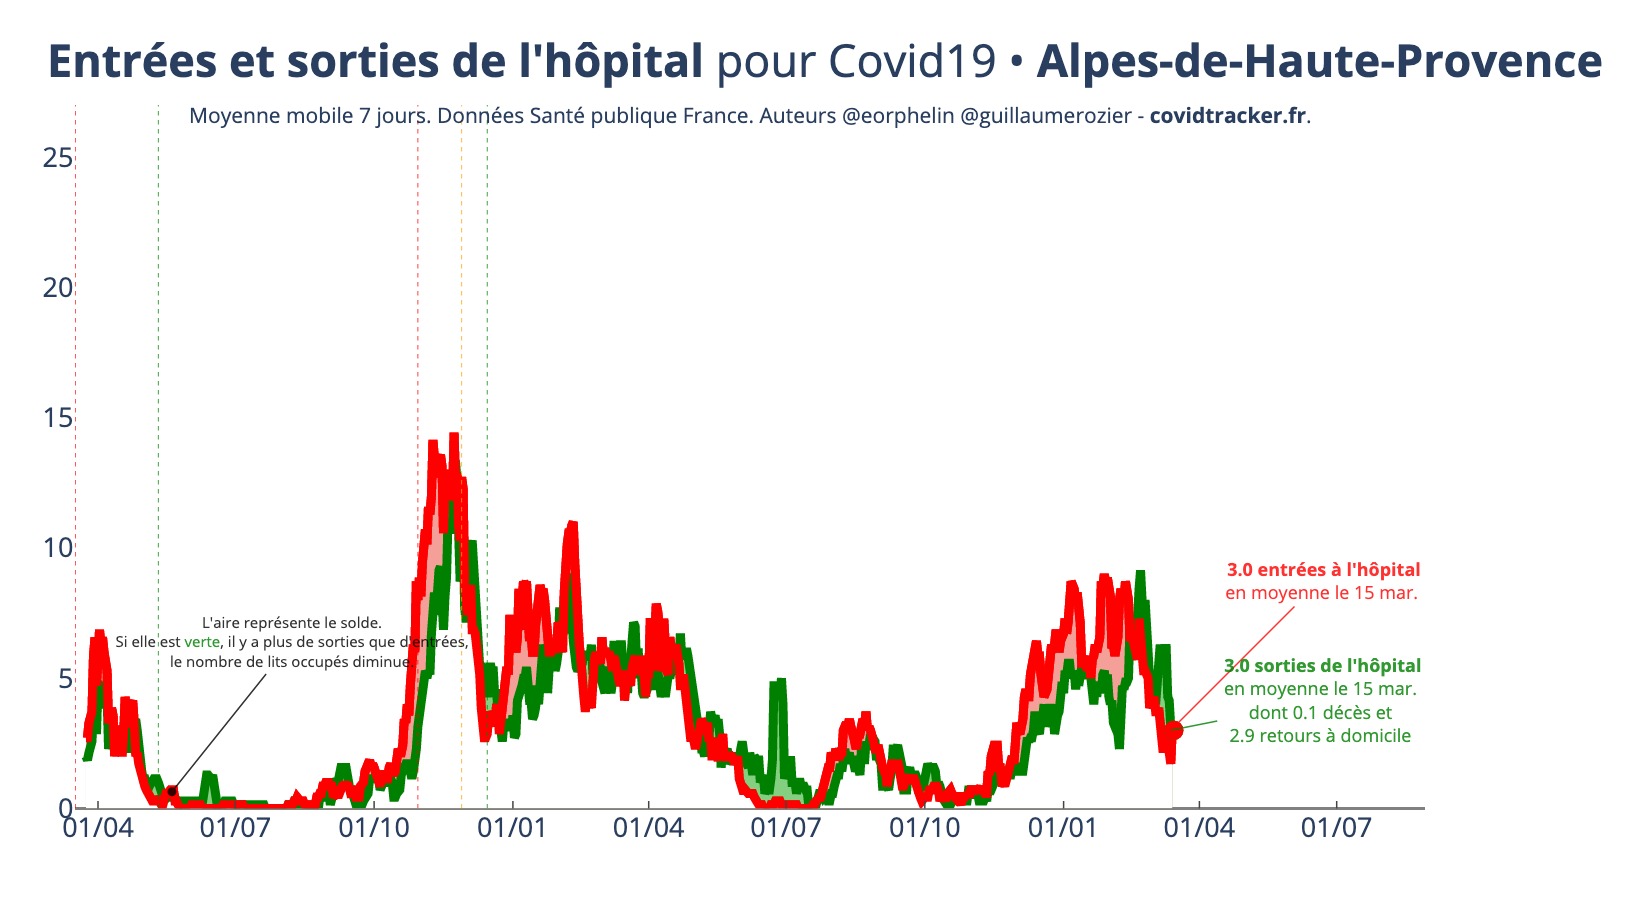 Entrées et sorties de l'hôpital pour Covid19 • Alpes-de-Haute-Provence
Moyenne mobile 7 jours. Données Santé publique France. Auteurs @eorphelin @guillaumerozier - covidtracker.fr.
25
20
15
10
5
0
L'aire représente le solde.
Si elle est verte, il y a plus de sorties que d'entrées,
le nombre de lits occupés diminue.
3.0 entrées à l'hôpital
en moyenne le 15 mar.
3.0 sorties de l'hôpital
en moyenne le 15 mar.
dont 0.1 décès et
2.9 retours à domicile
01/04 01/07 01/10 01/01 01/04 01/07 01/10 01/01 01/04 01/07